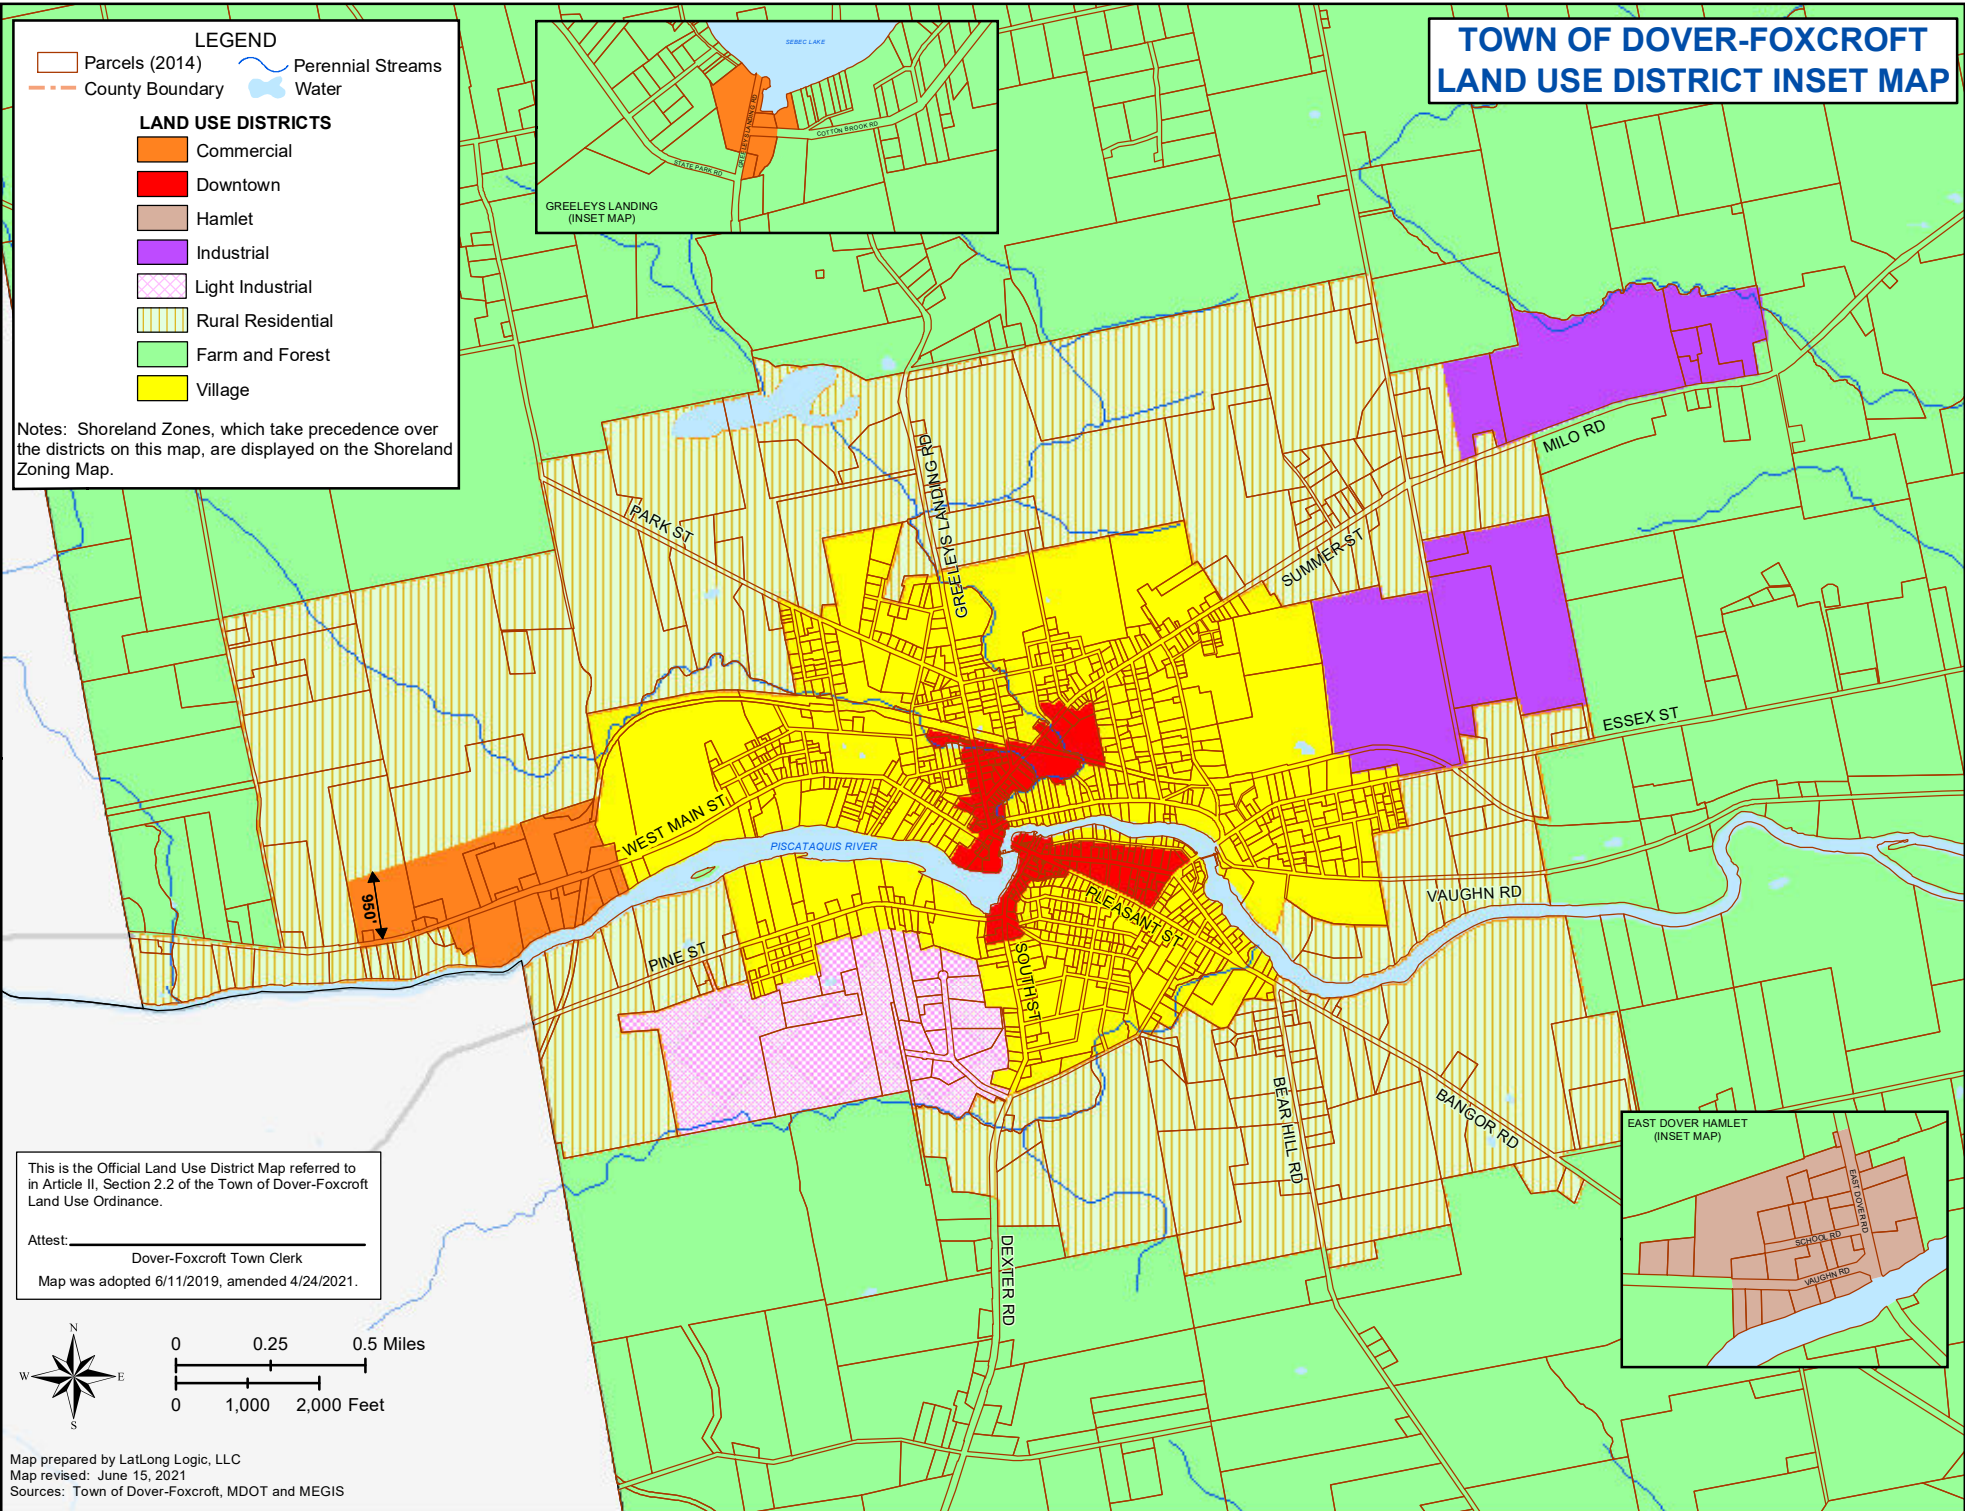 TOWN OF DOVER-FOXCROFT
LAND USE DISTRICT INSET MAP
LEGEND
Parcels (2014)
Perennial Streams
County Boundary
Water
LAND USE DISTRICTS
Commercial
Downtown
Hamlet
Industrial
Light Industrial
Rural Residential
Farm and Forest
Village
Notes: Shoreland Zones, which take precedence over
the districts on this map, are displayed on the Shoreland
Zoning Map.
SEBEC LAKE
GREELEYS LANDING RD
COTTON BROOK RD
STATE PARK RD
GREELEYS LANDING
(INSET MAP)
MILO RD
GREELEYS LANDING RD
PARK ST
SUMMER ST
ESSEX ST
WEST MAIN ST
PISCATAQUIS RIVER
950'
VAUGHN RD
PLEASANT ST
PINE ST
SOUTH ST
BEAR HILL RD
BANGOR RD
DEXTER RD
EAST DOVER HAMLET
(INSET MAP)
EAST DOVER RD
SCHOOL RD
VAUGHN RD
This is the Official Land Use District Map referred to
in Article II, Section 2.2 of the Town of Dover-Foxcroft
Land Use Ordinance.
Attest:
Dover-Foxcroft Town Clerk
Map was adopted 6/11/2019, amended 4/24/2021.
N
W E
S
0 0.25 0.5 Miles
0 1,000 2,000 Feet
Map prepared by LatLong Logic, LLC
Map revised: June 15, 2021
Sources: Town of Dover-Foxcroft, MDOT and MEGIS